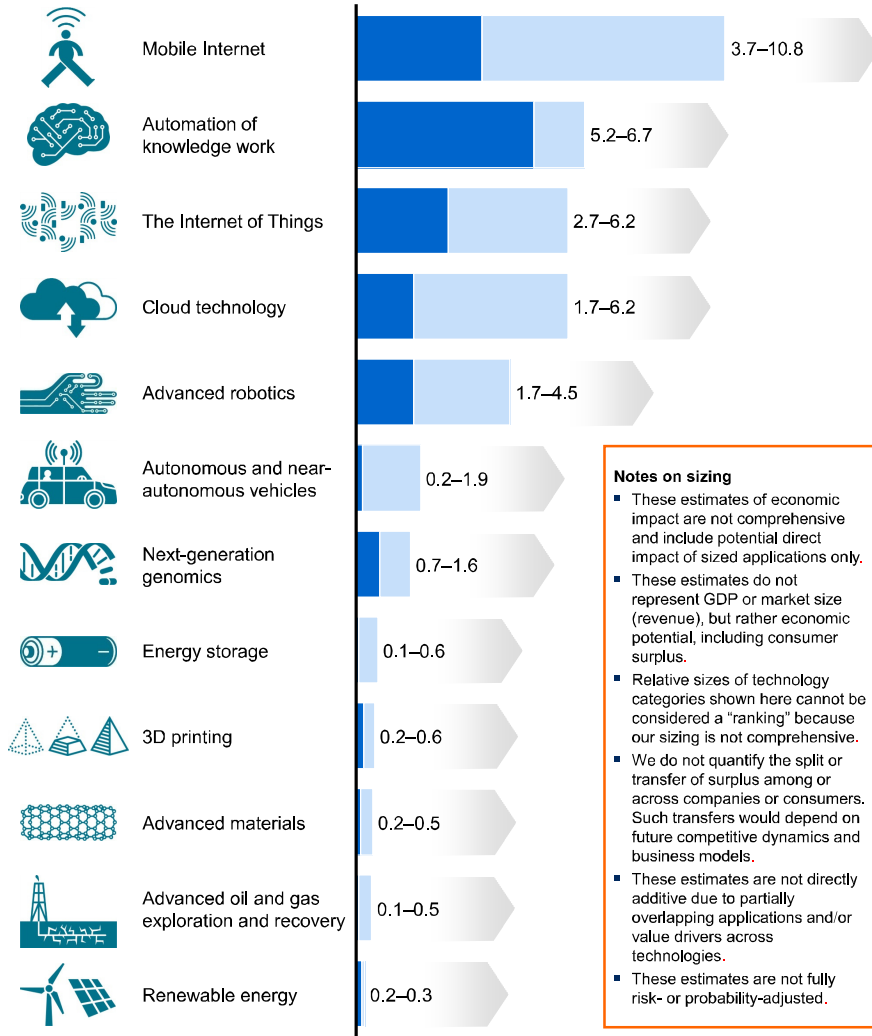 Mobile Internet
3.7–10.8
Automation of
knowledge work
5.2–6.7
The Internet of Things
2.7–6.2
Cloud technology
1.7–6.2
Advanced robotics
1.7–4.5
Autonomous and near-
autonomous vehicles
0.2–1.9
Next-generation
genomics
0.7–1.6
Energy storage
0.1–0.6
3D printing
0.2–0.6
Advanced materials
0.2–0.5
Advanced oil and gas
exploration and recovery
0.1–0.5
Renewable energy
0.2–0.3
Notes on sizing
▪ These estimates of economic
impact are not comprehensive
and include potential direct
impact of sized applications only.
▪ These estimates do not
represent GDP or market size
(revenue), but rather economic
potential, including consumer
surplus.
▪ Relative sizes of technology
categories shown here cannot be
considered a “ranking” because
our sizing is not comprehensive.
▪ We do not quantify the split or
transfer of surplus among or
across companies or consumers.
Such transfers would depend on
future competitive dynamics and
business models.
▪ These estimates are not directly
additive due to partially
overlapping applications and/or
value drivers across
technologies.
▪ These estimates are not fully
risk- or probability-adjusted.